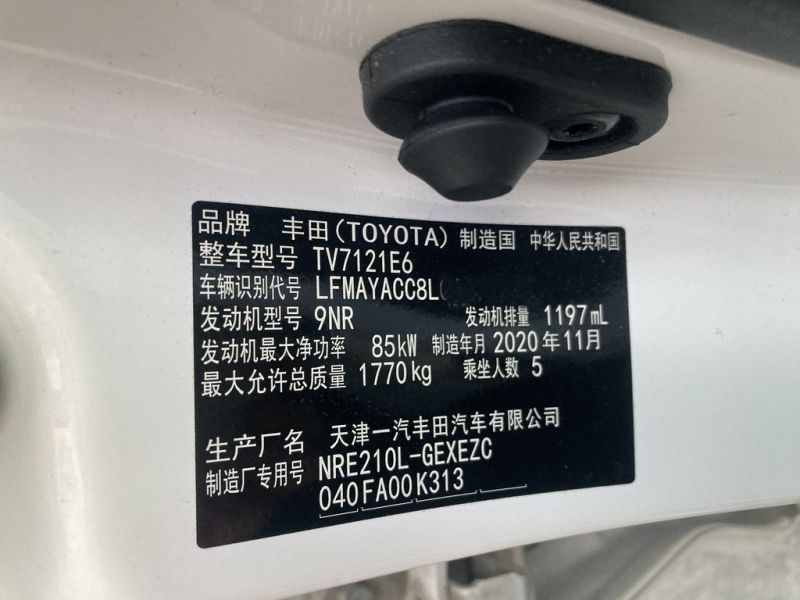 品牌 丰田(TOYOTA) 制造国 中华人民共和国
整车型号 TV7121E6
车辆识别代号 LFMAYACC8L
发动机型号 9NR 发动机排量 1197 mL
发动机最大净功率 85kW 制造年月 2020 年 11月
最大允许总质量 1770kg 乘坐人数 5
生产厂名 天津一汽丰田汽车有限公司
制造厂专用号 NRE210L-GEXEZC
040 FA00 K313